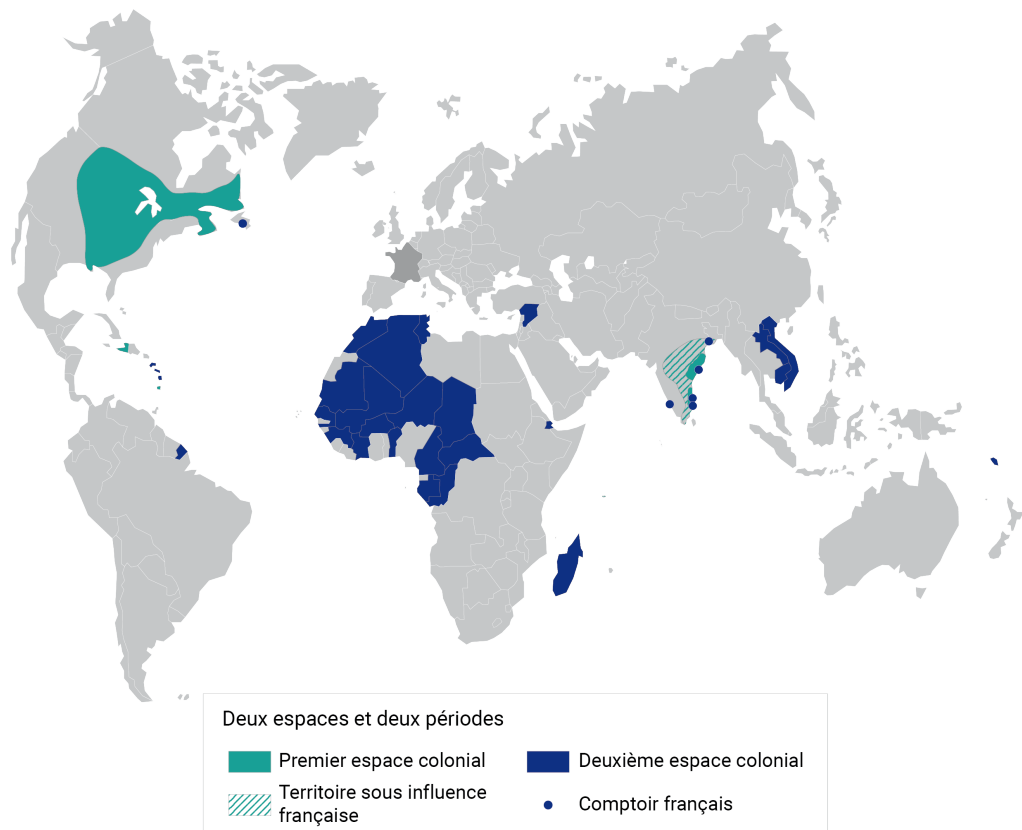 Deux espaces et deux périodes
Premier espace colonial
Deuxième espace colonial
Territoire sous influence
française
Comptoir français